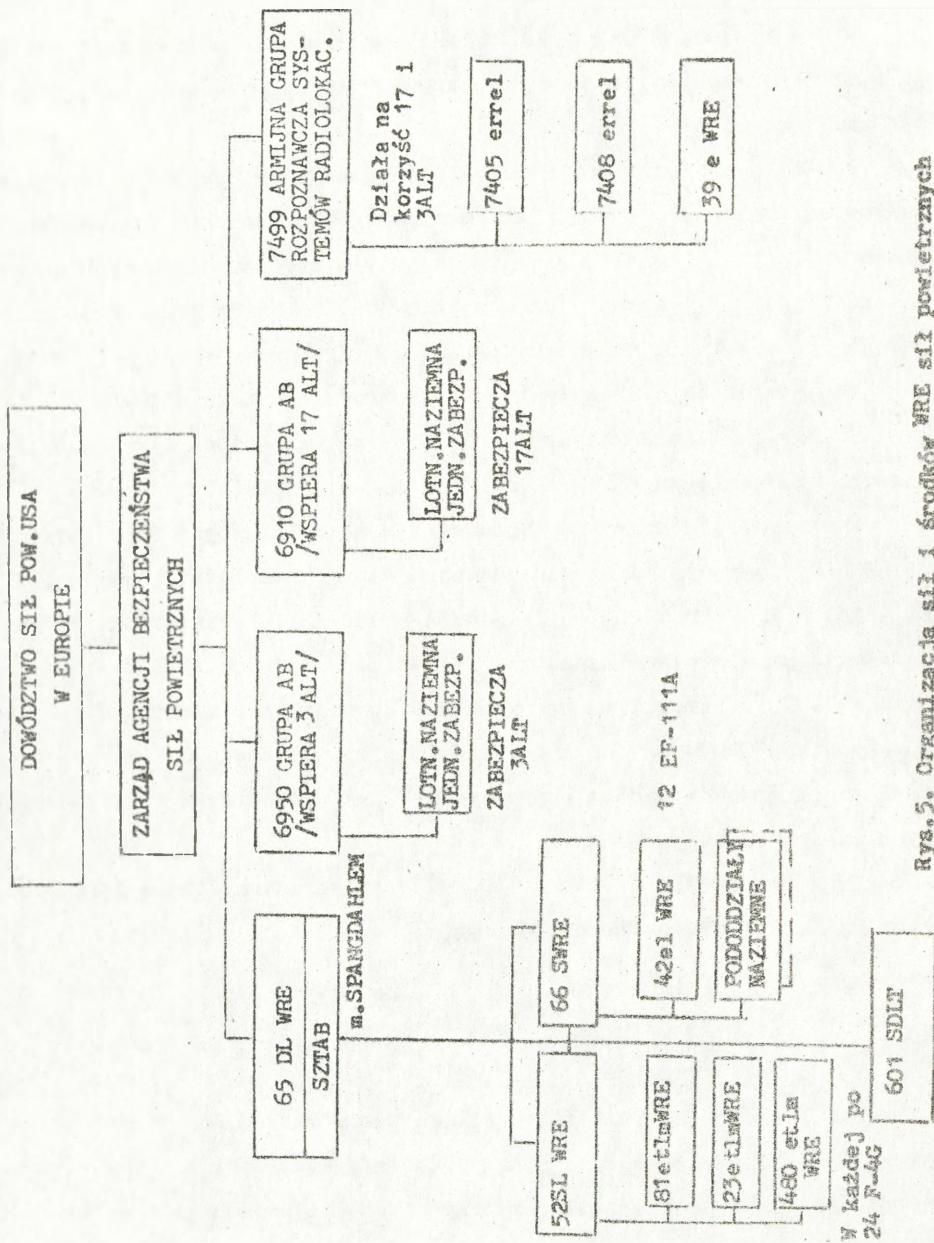 DOWÓDZTWO SIŁ POW.USA
W EUROPIE
ZARZĄD AGENCJI BEZPIECZEŃSTWA
SIŁ POWIETRZNYCH
65 DL WRE
SZTAB
m.SPANGDAHLEM
6950 GRUPA AB
/WSPIERA 3 ALT/
LOTN.NAZIEMNA
JEDN.ZABEZP.
ZABEZPIECZA
3ALT
6910 GRUPA AB
/WSPIERA 17 ALT/
LOTN.NAZIEMNA
JEDN.ZABEZP.
ZABEZPIECZA
17ALT
7499 ARMIJNA GRUPA
ROZPOZNAWCZA SYS-
TEMÓW RADIOLOKAC.
Działa na
korzyść 17 i
3ALT
7405 errel
7408 errel
39 e WRE
52SL WRE
81etlmWRE
23etlmWRE
480 etlm
WRE
W każdej po
24 F-4G
66 SWRE
42el WRE
PODODDZIAŁY
NAZIEMNE
12 EF-111A
601 SDLT
Rys.5. Organizacja sił i środków WRE sił powietrznych